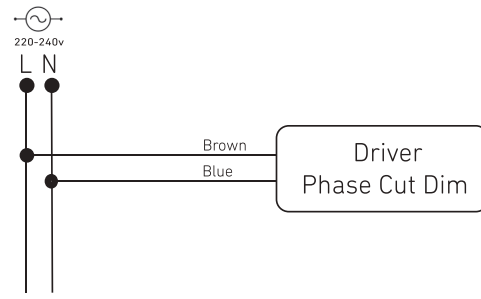 220-240v
L N
Brown
Blue
Driver
Phase Cut Dim